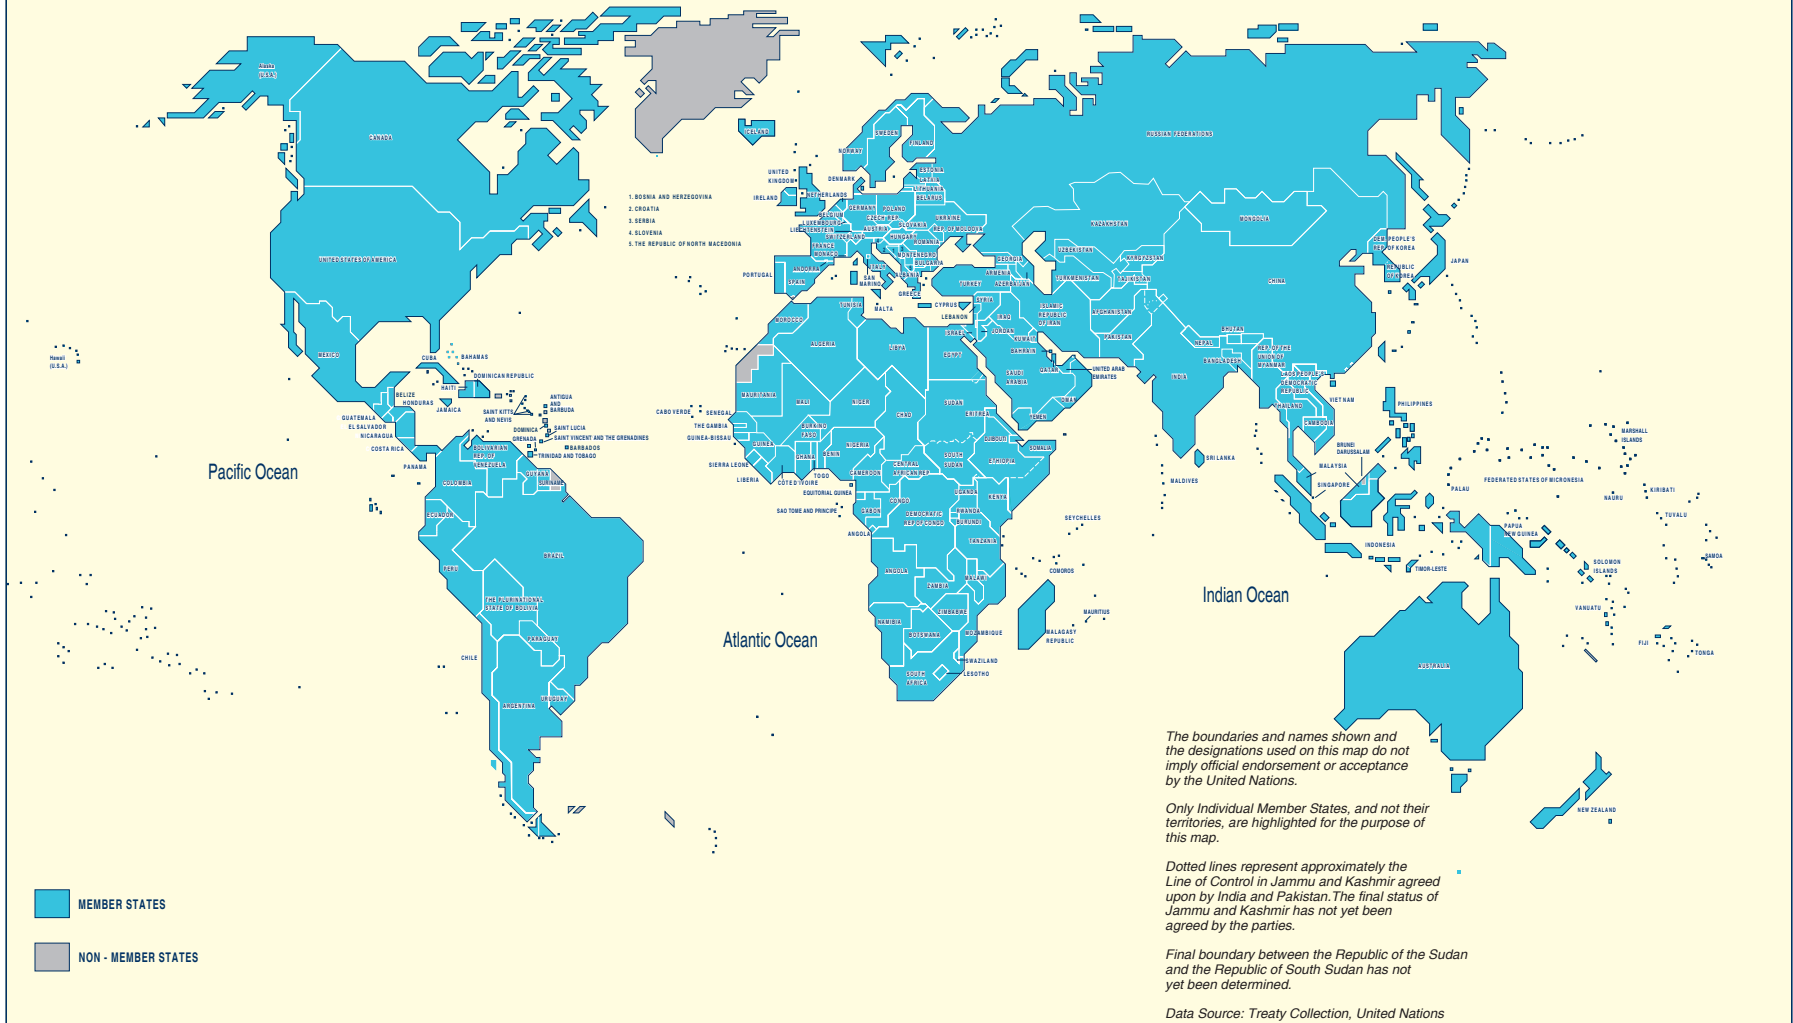 Alaska
(U.S.A.)
CANADA
UNITED STATES OF AMERICA
MEXICO
Hawaii
(U.S.A.)
CUBA
BAHAMAS
HAITI
DOMINICAN REPUBLIC
JAMAICA
BELIZE
HONDURAS
GUATEMALA
EL SALVADOR
NICARAGUA
COSTA RICA
PANAMA
SAINT KITTS
AND NEVIS
ANTIGUA
AND
BARBUDA
DOMINICA
SAINT LUCIA
GRENADA
SAINT VINCENT AND THE GRENADINES
BARBADOS
TRINIDAD AND TOBAGO
BOLIVARIAN
REP. OF
VENEZUELA
GUYANA
SURINAME
COLOMBIA
ECUADOR
PERU
BRAZIL
THE PLURINATIONAL
STATE OF BOLIVIA
PARAGUAY
CHILE
URUGUAY
ARGENTINA
Pacific Ocean
Atlantic Ocean
Indian Ocean
1. BOSNIA AND HERZEGOVINA
2. CROATIA
3. SERBIA
4. SLOVENIA
5. THE REPUBLIC OF NORTH MACEDONIA
ICELAND
NORWAY
SWEDEN
FINLAND
UNITED
KINGDOM
IRELAND
DENMARK
NETHERLANDS
ESTONIA
LATVIA
LITHUANIA
BELARUS
GERMANY
POLAND
BELGIUM
LUXEMBOURG
LIECHTENSTEIN
CZECH REP.
SLOVAKIA
UKRAINE
REP. OF MOLDOVA
AUSTRIA
SWITZERLAND
HUNGARY
ROMANIA
FRANCE
MONACO
MONTENEGRO
BULGARIA
PORTUGAL
ANDORRA
SPAIN
ITALY
SAN
MARINO
ALBANIA
GREECE
MALTA
RUSSIAN FEDERATIONS
KAZAKHSTAN
MONGOLIA
UZBEKISTAN
KYRGYZSTAN
TURKMENISTAN
TAJIKISTAN
GEORGIA
ARMENIA
AZERBAIJAN
TURKEY
CYPRUS
SYRIA
LEBANON
ISRAEL
IRAQ
JORDAN
KUWAIT
BAHRAIN
ISLAMIC
REPUBLIC
OF IRAN
AFGHANISTAN
PAKISTAN
QATAR
UNITED ARAB
EMIRATES
SAUDI
ARABIA
OMAN
YEMEN
CHINA
DEM. PEOPLE'S
REP. OF KOREA
REPUBLIC
OF KOREA
JAPAN
NEPAL
BHUTAN
BANGLADESH
INDIA
REP. OF THE
UNION OF
MYANMAR
LAOS PEOPLE'S
DEMOCRATIC
REPUBLIC
THAILAND
VIET NAM
CAMBODIA
PHILIPPINES
SRI LANKA
MALDIVES
BRUNEI
DARUSSALAM
MALAYSIA
SINGAPORE
INDONESIA
TIMOR-LESTE
PALAU
FEDERATED STATES OF MICRONESIA
MARSHALL
ISLANDS
NAURU
KIRIBATI
TUVALU
PAPUA
NEW GUINEA
SOLOMON
ISLANDS
SAMOA
VANUATU
FIJI
TONGA
AUSTRALIA
NEW ZEALAND
MOROCCO
TUNISIA
ALGERIA
LIBYA
EGYPT
MAURITANIA
MALI
NIGER
CHAD
SUDAN
ERITREA
DJIBOUTI
SOMALIA
ETHIOPIA
SOUTH
SUDAN
CABO VERDE
SENEGAL
THE GAMBIA
GUINEA-BISSAU
GUINEA
SIERRA LEONE
LIBERIA
COTE D'IVOIRE
BURKINO
FASO
GHANA
TOGO
BENIN
NIGERIA
CAMEROON
CENTRAL
AFRICAN REP.
EQUITORIAL GUINEA
SAO TOME AND PRINCIPE
GABON
CONGO
DEMOCRATIC
REP OF CONGO
UGANDA
KENYA
RWANDA
BURUNDI
TANZANIA
ANGOLA
ANGOLA
ZAMBIA
MALAWI
ZIMBABWE
MOZAMBIQUE
NAMIBIA
BOTSWANA
SWAZILAND
LESOTHO
SOUTH
AFRICA
SEYCHELLES
COMOROS
MAURITIUS
MALAGASY
REPUBLIC
The boundaries and names shown and
the designations used on this map do not
imply official endorsement or acceptance
by the United Nations.
Only Individual Member States, and not their
territories, are highlighted for the purpose of
this map.
Dotted lines represent approximately the
Line of Control in Jammu and Kashmir agreed
upon by India and Pakistan.The final status of
Jammu and Kashmir has not yet been
agreed by the parties.
Final boundary between the Republic of the Sudan
and the Republic of South Sudan has not
yet been determined.
Data Source: Treaty Collection, United Nations
MEMBER STATES
NON - MEMBER STATES